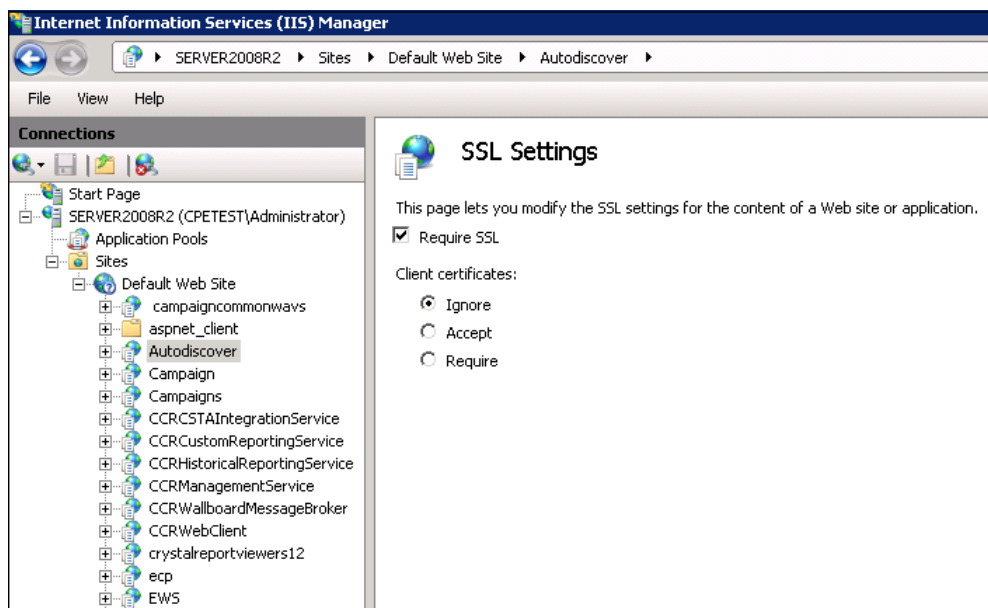 Internet Information Services (IIS) Manager
SERVER2008R2 Sites Default Web Site Autodiscover
File View Help
Connections
Start Page
SERVER2008R2 (CPETEST\Administrator)
Application Pools
Sites
Default Web Site
campaigncommonwavs
aspnet_client
Autodiscover
Campaign
Campaigns
CCRCSTAIntegrationService
CCRCustomReportingService
CCRHistoricalReportingService
CCRManagementService
CCRWallboardMessageBroker
CCRWebClient
crystalreportviewers12
ecp
EWS
SSL Settings
This page lets you modify the SSL settings for the content of a Web site or application.
Require SSL
Client certificates:
Ignore
Accept
Require